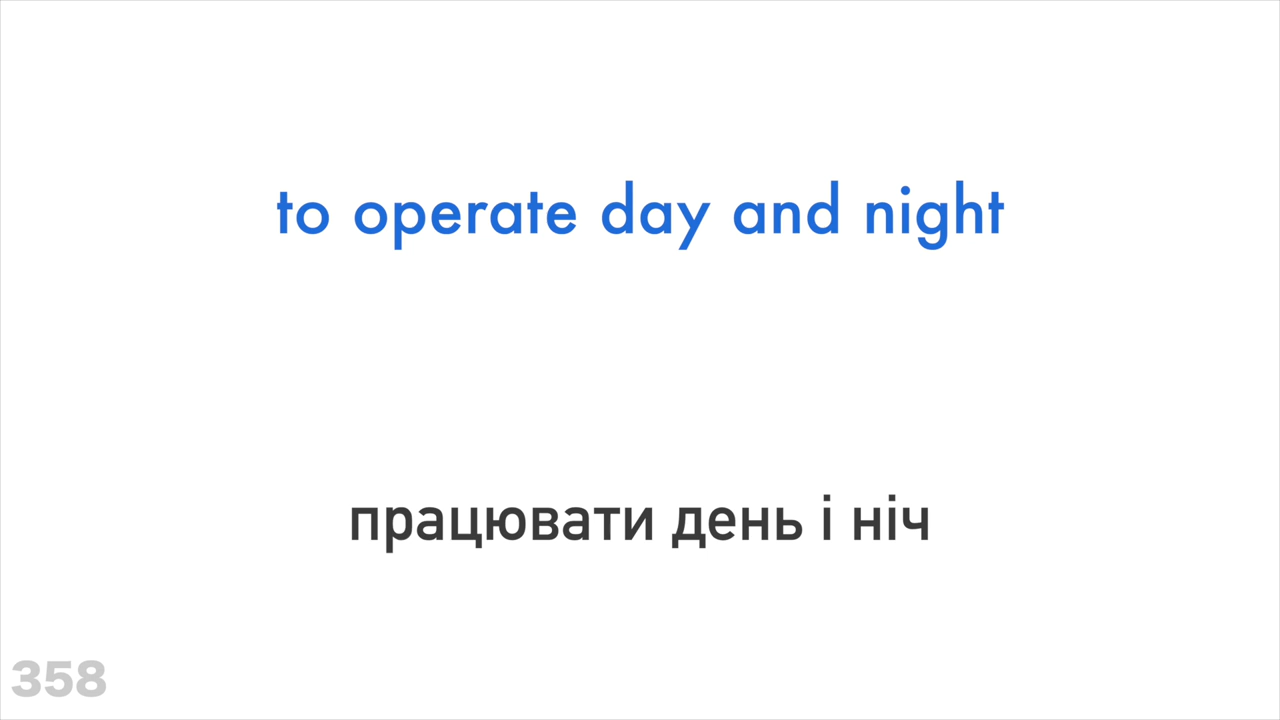 to operate day and night
працювати день і ніч
358